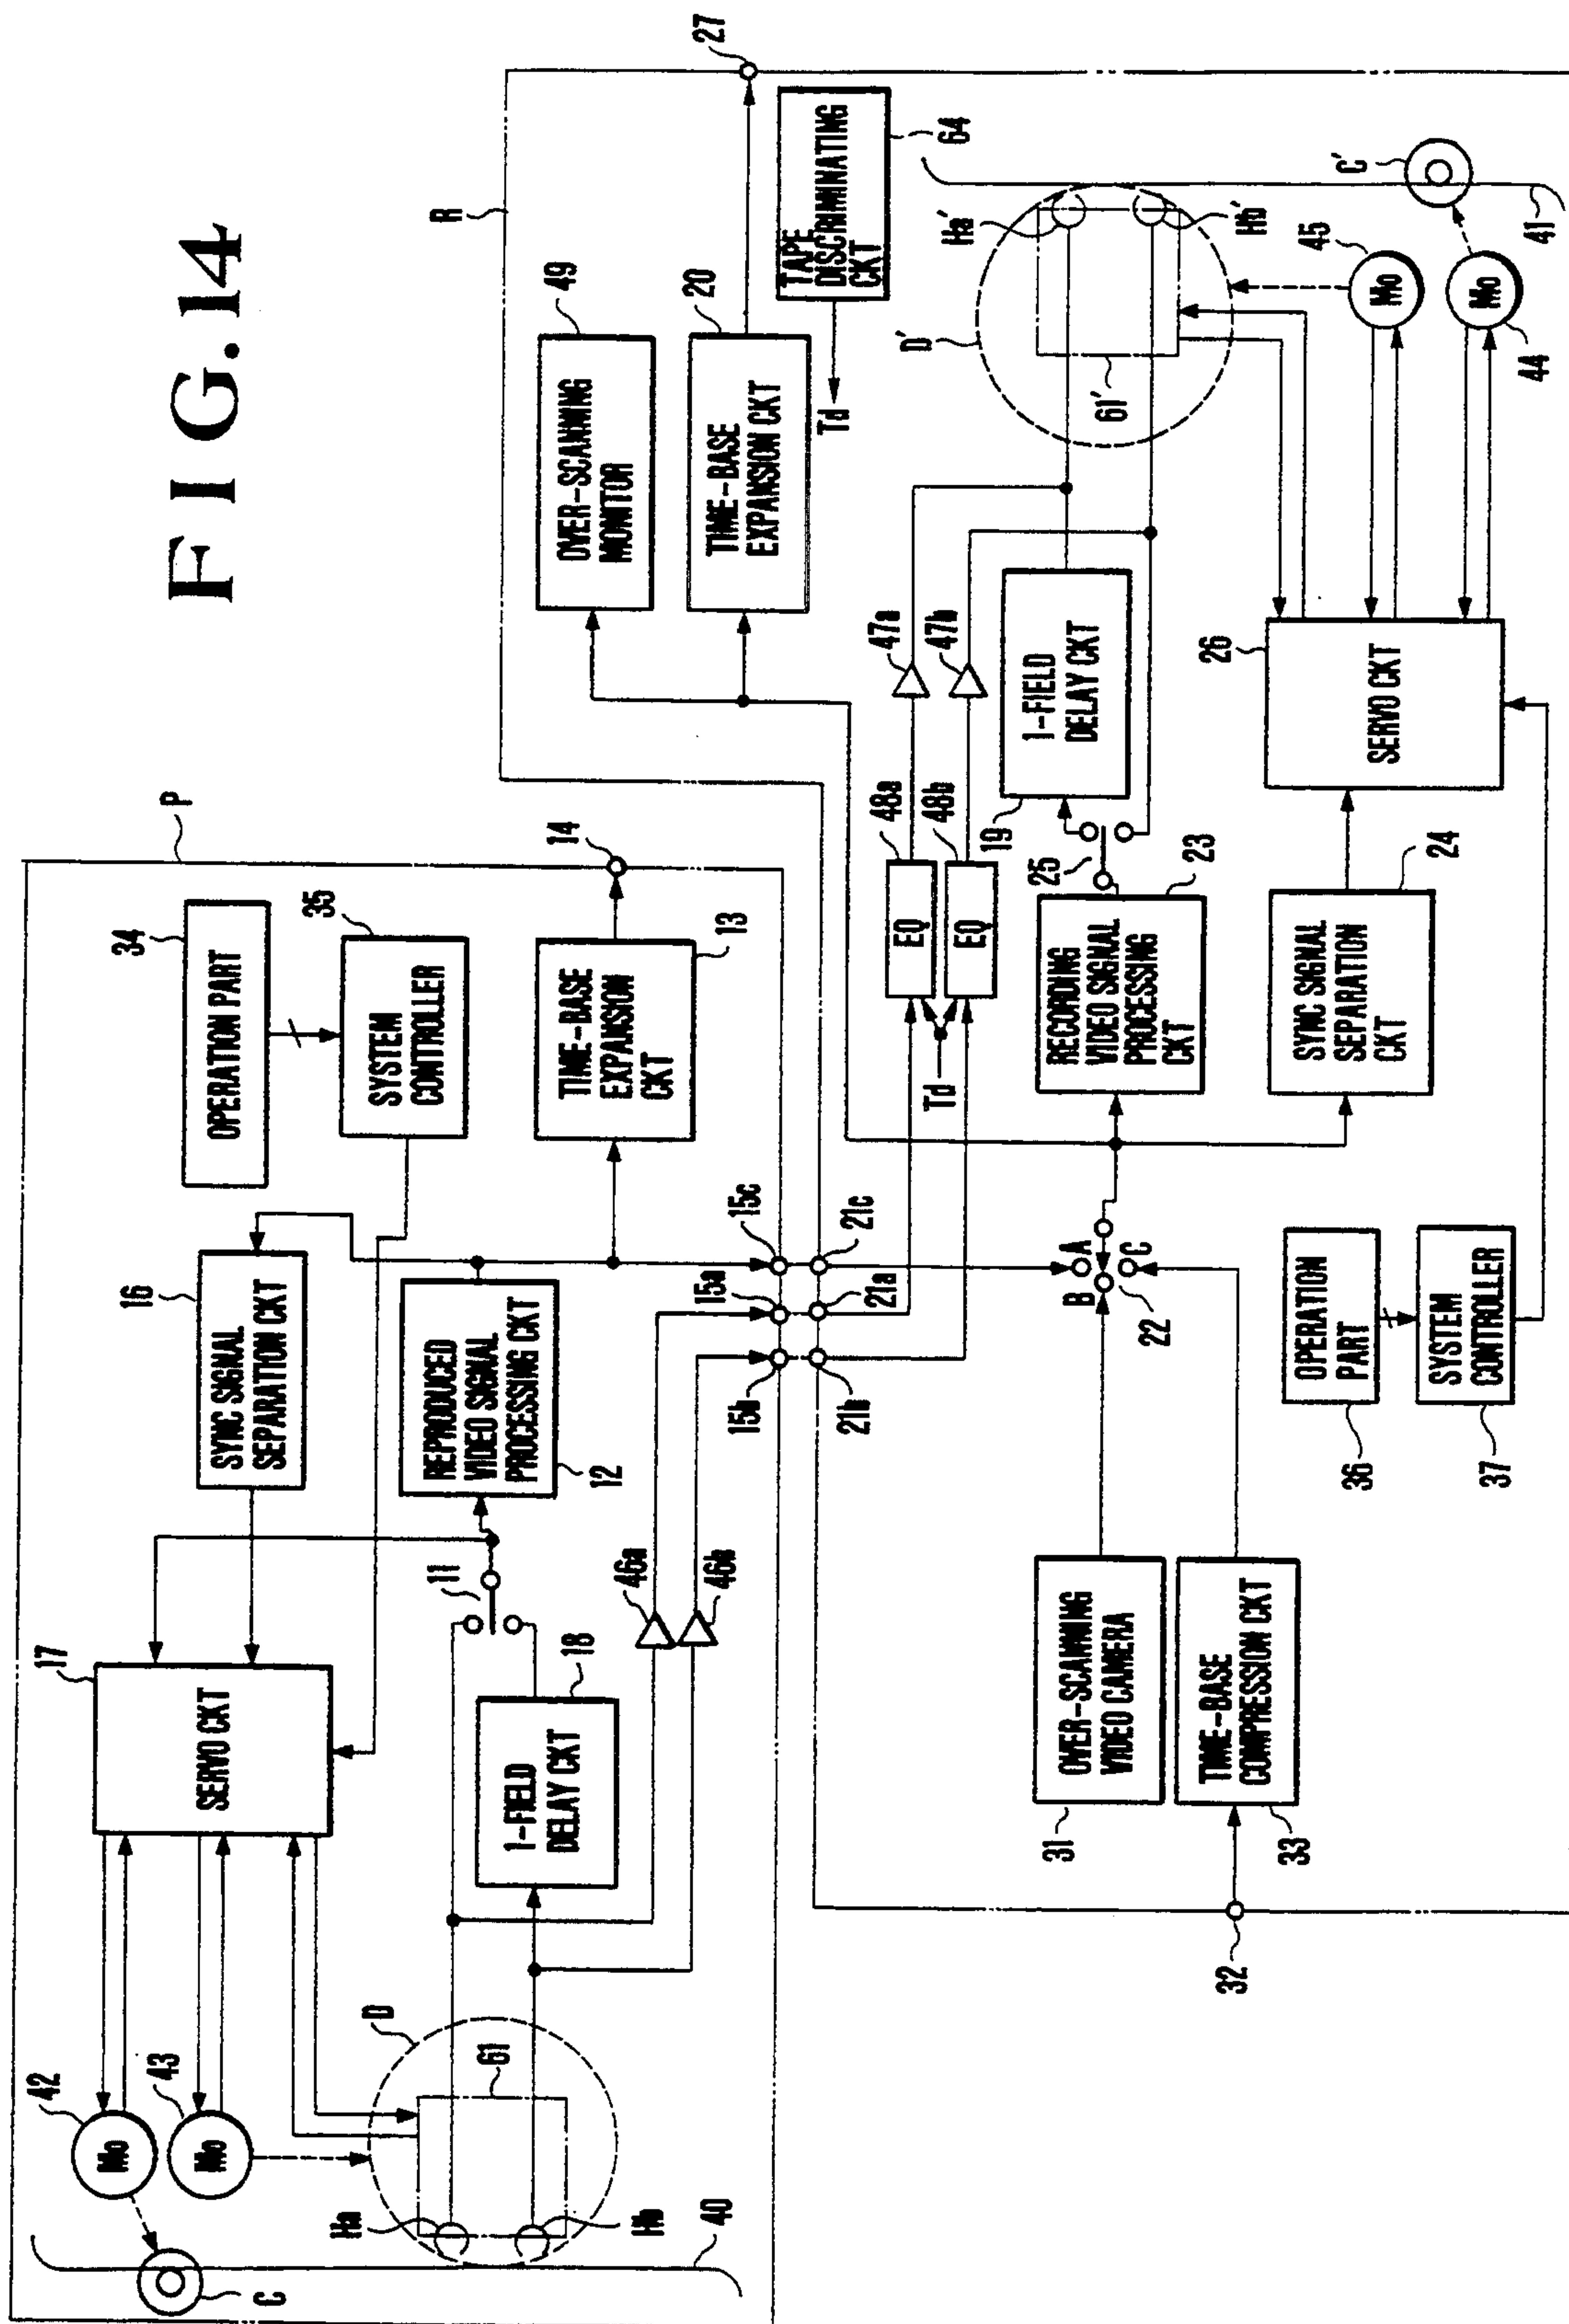 FIG.14
P
34
OPERATION PART
35
SYSTEM
CONTROLLER
16
SYNC SIGNAL
SEPARATION CKT
17
SERVO CKT
42
Mo
43
Mo
C
D
61
Ha
Hb
40
11
REPRODUCED
VIDEO SIGNAL
PROCESSING CKT
12
TIME-BASE
EXPANSION
CKT
13
14
18
1-FIELD
DELAY CKT
46a
46b
15c
15a
15b
21c
21a
21b
R
27
49
OVER-SCANNING
MONITOR
20
TIME-BASE
EXPANSION CKT
TAPE
DISCRIMINATING
CKT
64
Td
47a
47b
48a
EQ
48b
EQ
Td
19
1-FIELD
DELAY CKT
25
RECORDING
VIDEO SIGNAL
PROCESSING
CKT
23
D'
Ha'
Hb'
61'
45
Mo
Mo
44
C'
41
26
SERVO CKT
SYNC SIGNAL
SEPARATION
CKT
24
A
B
C
22
31
OVER-SCANNING
VIDEO CAMERA
TIME-BASE
COMPRESSION CKT
33
32
OPERATION
PART
36
SYSTEM
CONTROLLER
37